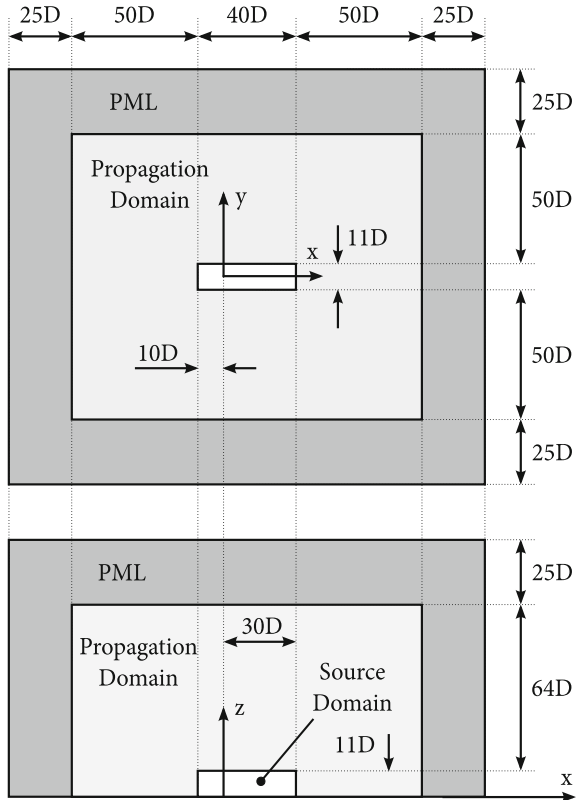 25D 50D 40D 50D 25D
PML
25D
Propagation
Domain
50D
y
11D
x
10D
50D
25D
PML
25D
30D
Propagation
Domain
Source
Domain
64D
z
11D
x